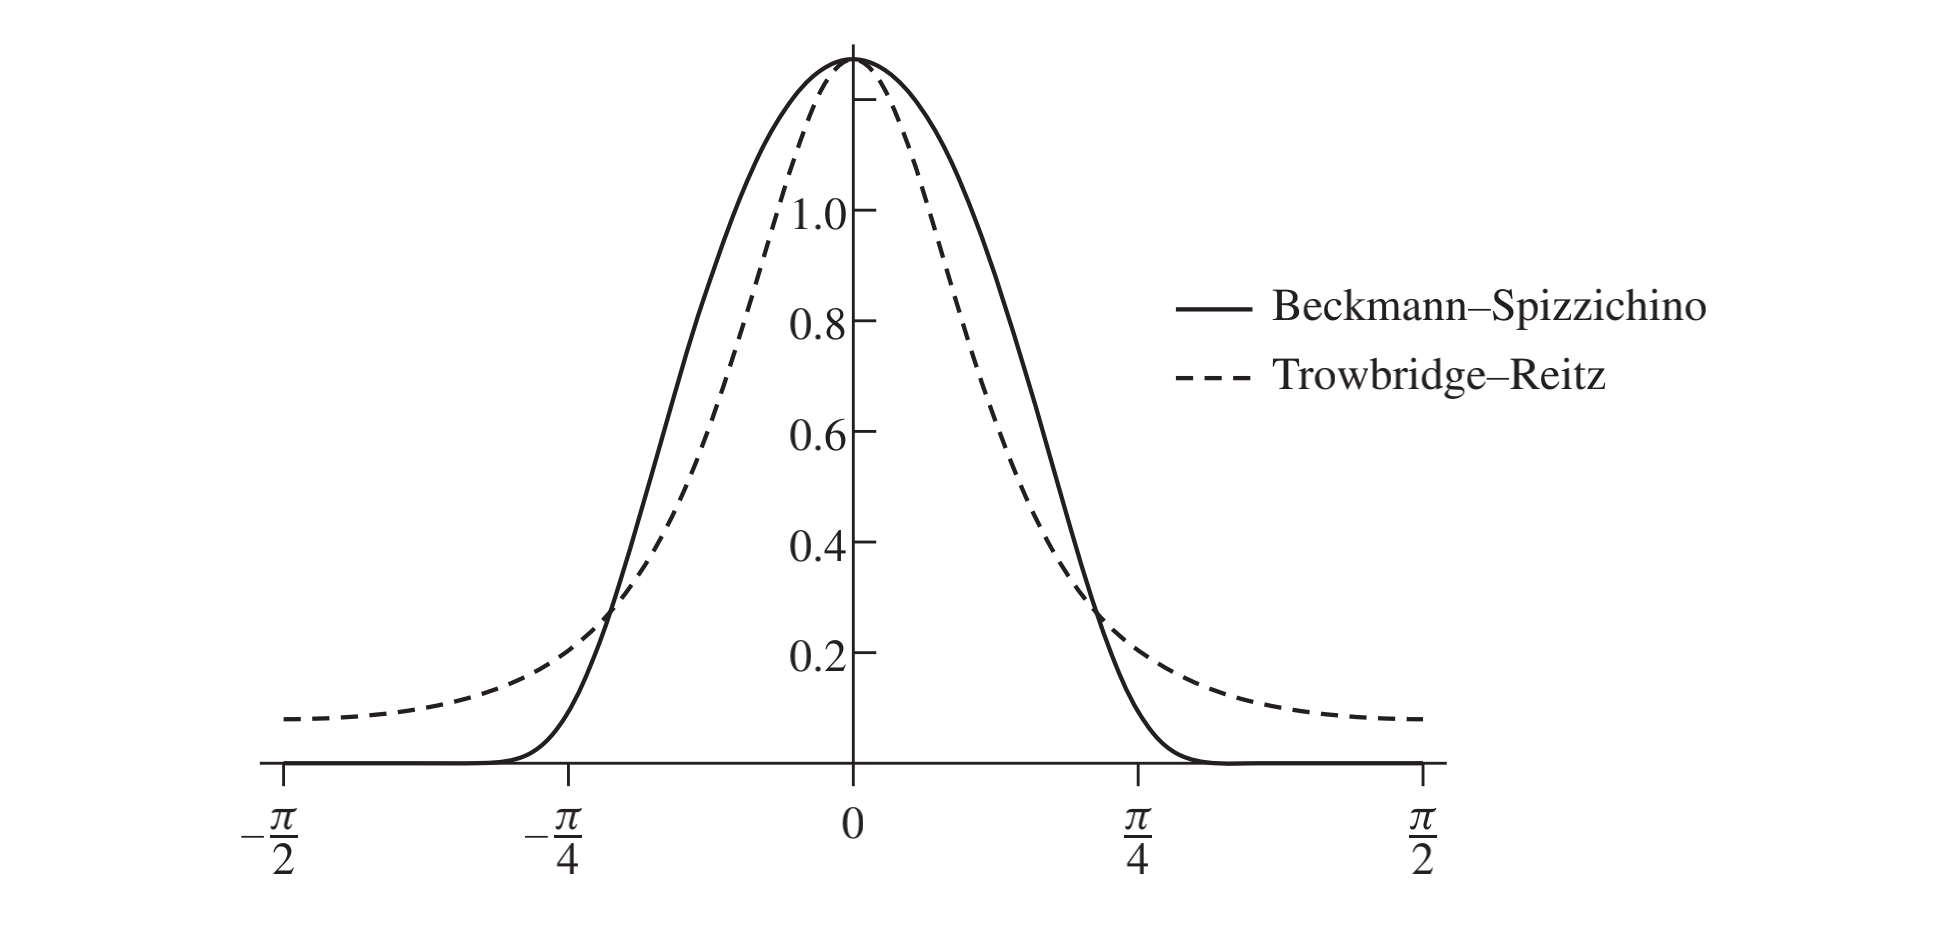 1.0
0.8
0.6
0.4
0.2
Beckmann–Spizzichino
Trowbridge–Reitz
−π/2
−π/4
0
π/4
π/2